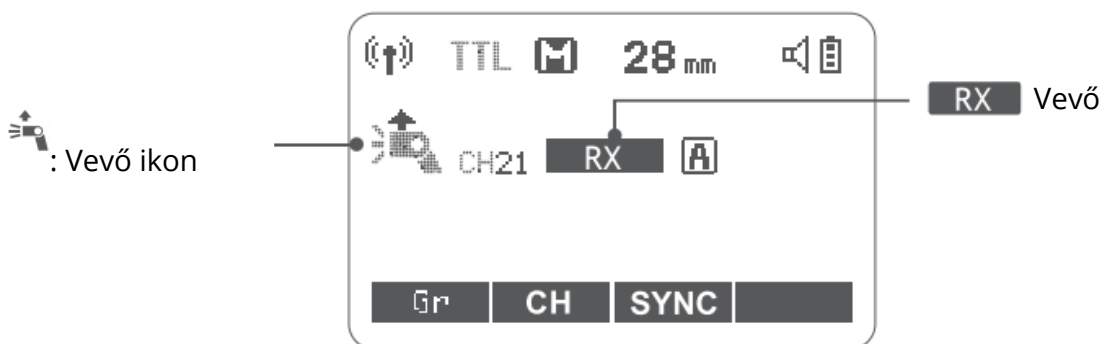 TTL M 28 mm
RX Vevő
: Vevő ikon
CH21 RX A
Gr CH SYNC